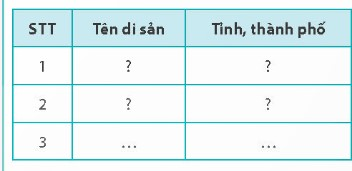 STT Tên di sản Tỉnh, thành phố
1 ? ?
2 ? ?
3 ... ...